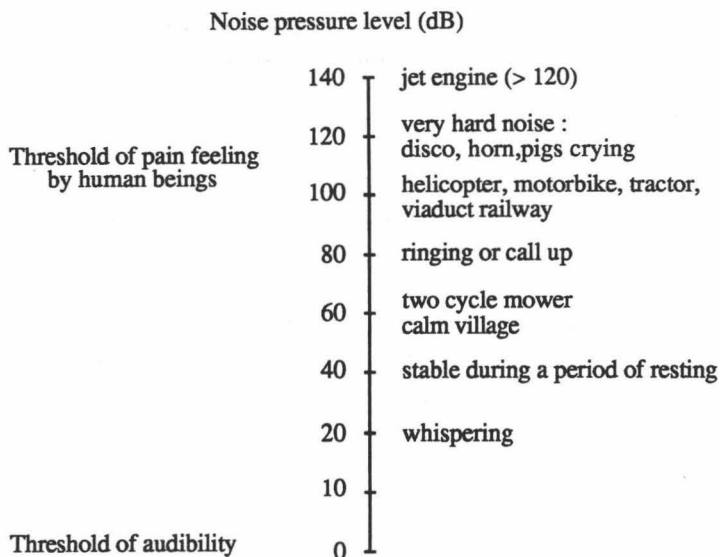 Noise pressure level (dB)
140 jet engine (> 120)
120 very hard noise :
disco, horn,pigs crying
Threshold of pain feeling
by human beings
100 helicopter, motorbike, tractor,
viaduct railway
80 ringing or call up
60 two cycle mower
calm village
40 stable during a period of resting
20 whispering
10
Threshold of audibility 0